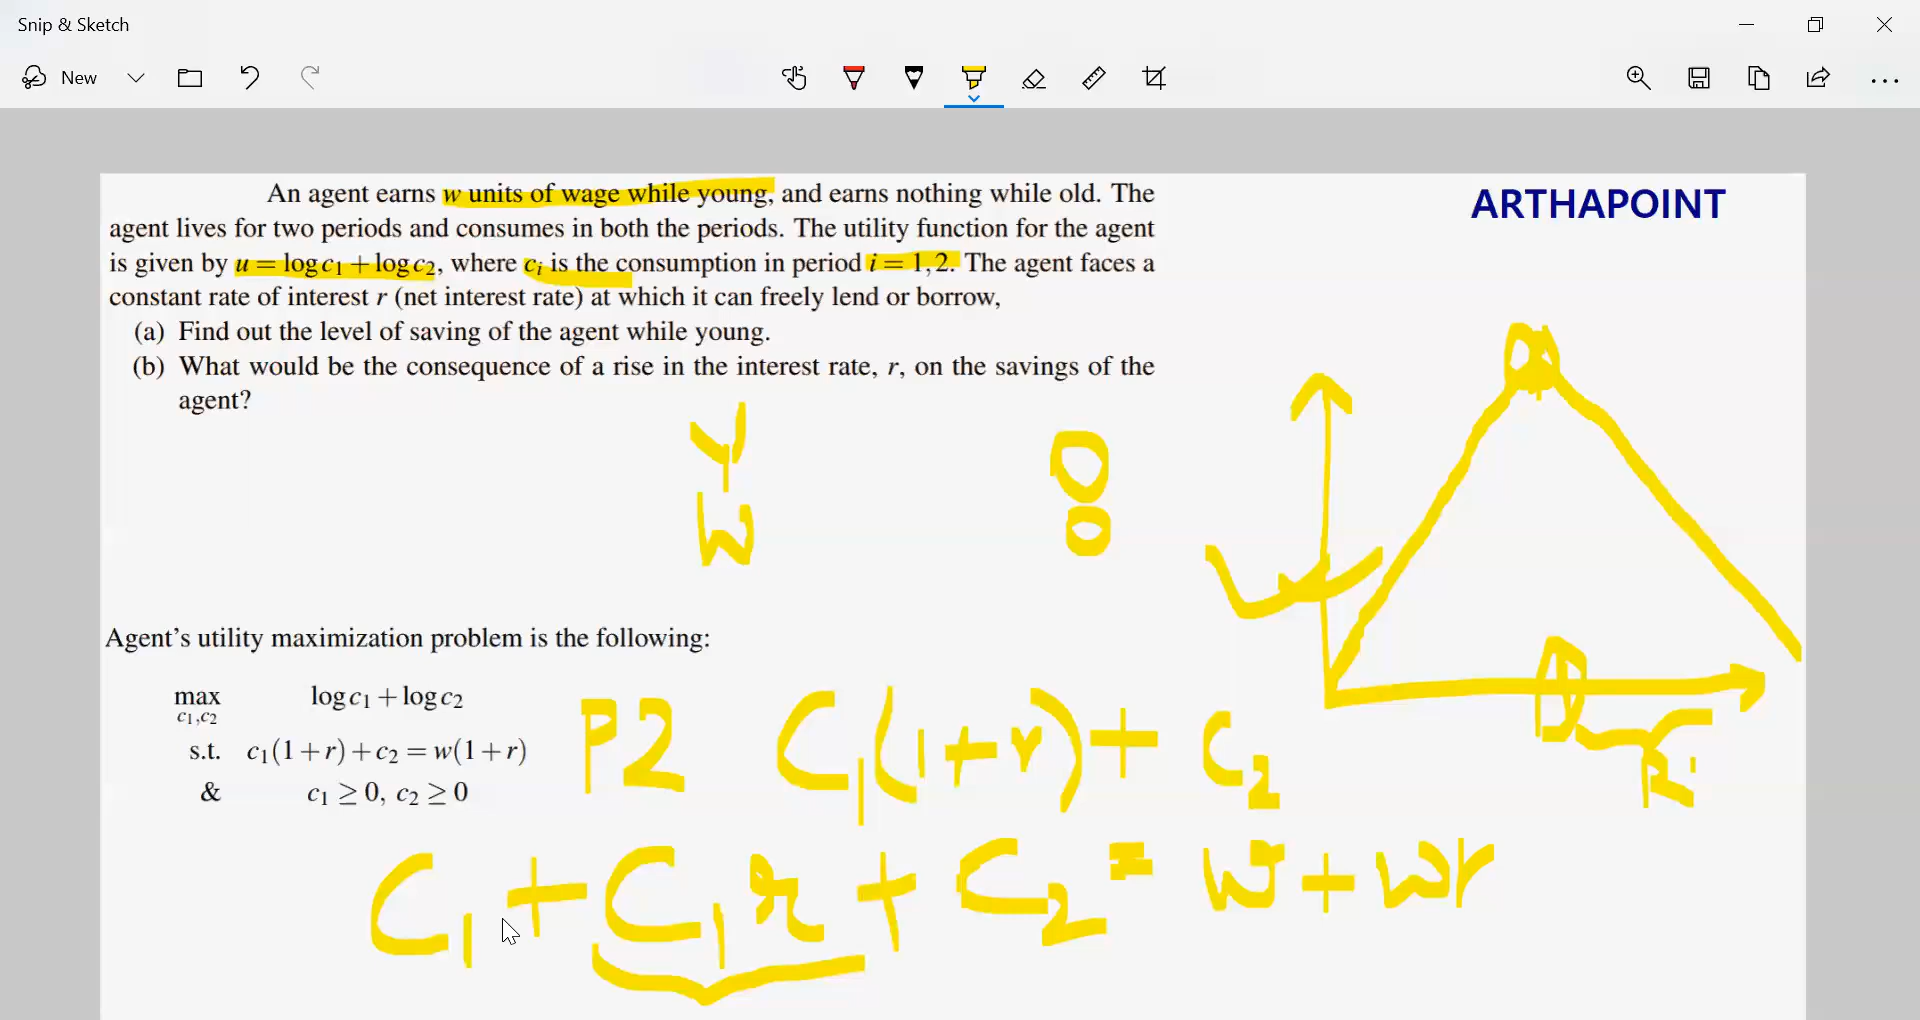 Snip & Sketch
New
ARTHAPOINT
An agent earns w units of wage while young, and earns nothing while old. The
agent lives for two periods and consumes in both the periods. The utility function for the agent
is given by u = log c₁ + log c₂, where cᵢ is the consumption in period i = 1, 2. The agent faces a
constant rate of interest r (net interest rate) at which it can freely lend or borrow,
(a) Find out the level of saving of the agent while young.
(b) What would be the consequence of a rise in the interest rate, r, on the savings of the
agent?
Y O
W 0
Agent's utility maximization problem is the following:
max log c₁ + log c₂
c₁,c₂
s.t. c₁(1 + r) + c₂ = w(1 + r)
& c₁ ≥ 0, c₂ ≥ 0
P2 C₁(1+r) + C₂
C₁ + C₁r + C₂ = w + wr